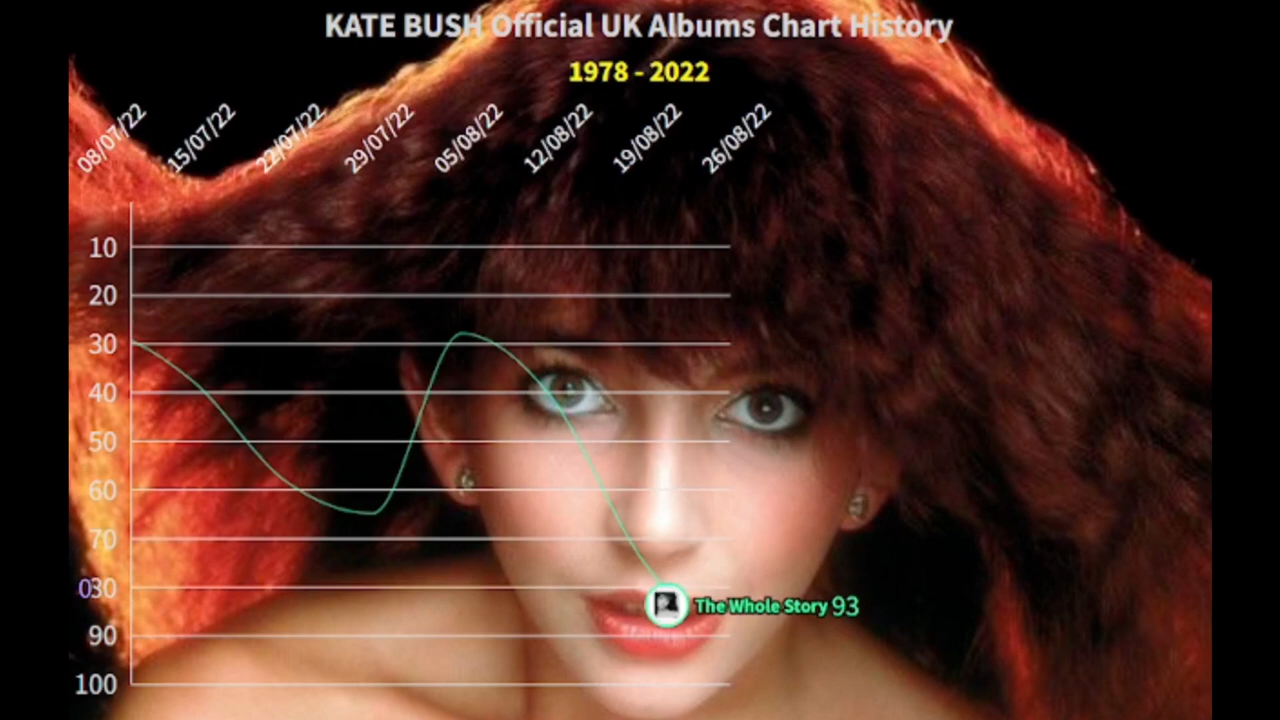 KATE BUSH Official UK Albums Chart History
1978 - 2022
08/07/22 15/07/22 22/07/22 29/07/22 05/08/22 12/08/22 19/08/22 26/08/22
10
20
30
40
50
60
70
030
The Whole Story 93
90
100